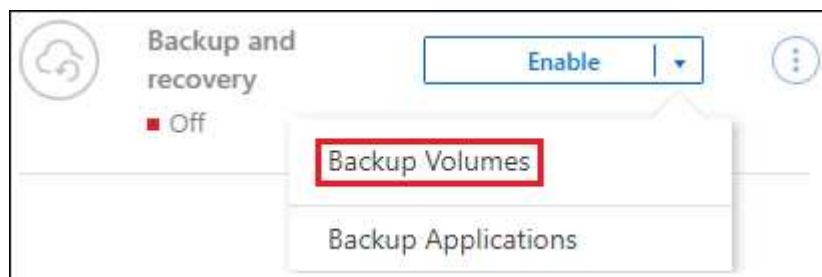 Backup and
recovery
Enable
Off
Backup Volumes
Backup Applications